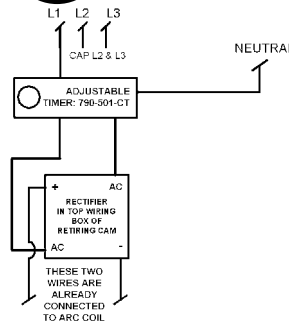 L1 L2 L3
CAP L2 & L3
NEUTRAL
ADJUSTABLE
TIMER: 790-501-CT
+ AC
RECTIFIER
IN TOP WIRING
BOX OF
RETIRING CAM
AC -
THESE TWO
WIRES ARE
ALREADY
CONNECTED
TO ARC COIL